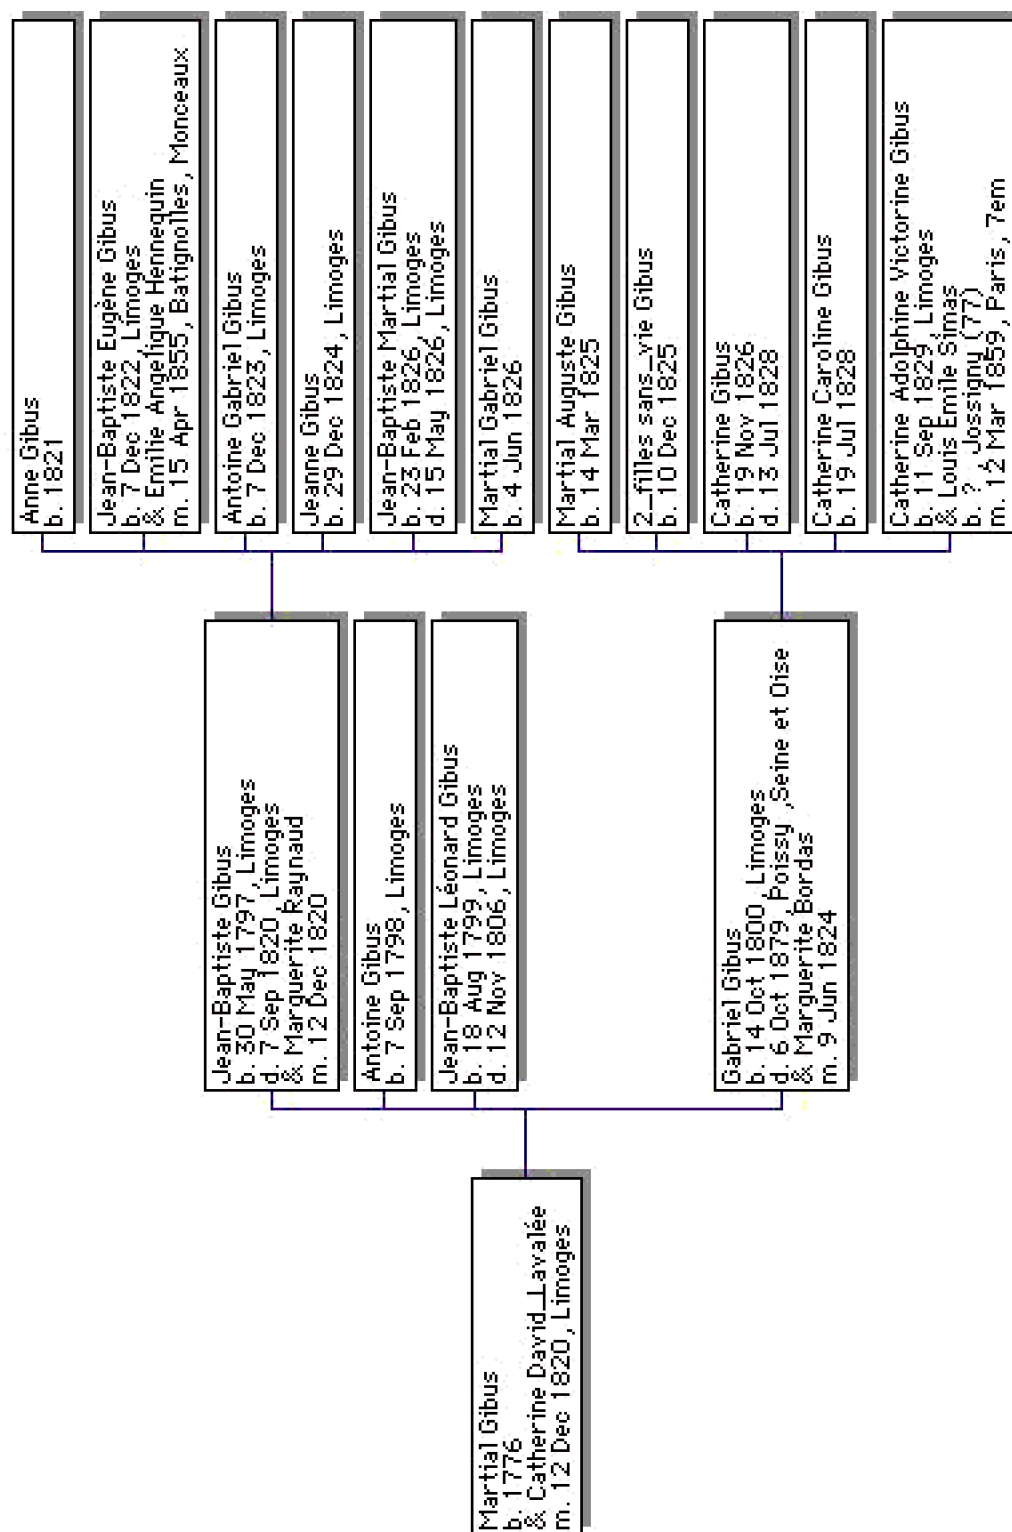 Anne Gibus
b. 1821
Jean-Baptiste Eugène Gibus
b. 7 Dec 1822, Limoges
& Emilie Angelique Hennequin
m. 15 Apr 1855, Batignolles, Monceaux
Antoine Gabriel Gibus
b. 7 Dec 1823, Limoges
Jeanne Gibus
b. 29 Dec 1824, Limoges
Jean-Baptiste Martial Gibus
b. 23 Feb 1826, Limoges
d. 15 May 1826, Limoges
Martial Gabriel Gibus
b. 4 Jun 1826
Martial Auguste Gibus
b. 14 Mar 1825
2_filles sans_vie Gibus
b. 10 Dec 1825
Catherine Gibus
b. 19 Nov 1826
d. 13 Jul 1828
Catherine Caroline Gibus
b. 19 Jul 1828
Catherine Adolphine Victorine Gibus
b. 11 Sep 1829, Limoges
& Louis Emile Simas
b. ? Jossigny (77)
m. 12 Mar 1859, Paris, 7em
Jean-Baptiste Gibus
b. 30 May 1797, Limoges
d. 7 Sep 1820, Limoges
& Marguerite Raynaud
m. 12 Dec 1820
Antoine Gibus
b. 7 Sep 1798, Limoges
Jean-Baptiste Léonard Gibus
b. 18 Aug 1799, Limoges
d. 12 Nov 1806, Limoges
Gabriel Gibus
b. 14 Oct 1800, Limoges
d. 6 Oct 1879, Poissy ,Seine et Oise
& Marguerite Bordas
m. 9 Jun 1824
Martial Gibus
b. 1776
& Catherine David_Lavalée
m. 12 Dec 1820, Limoges